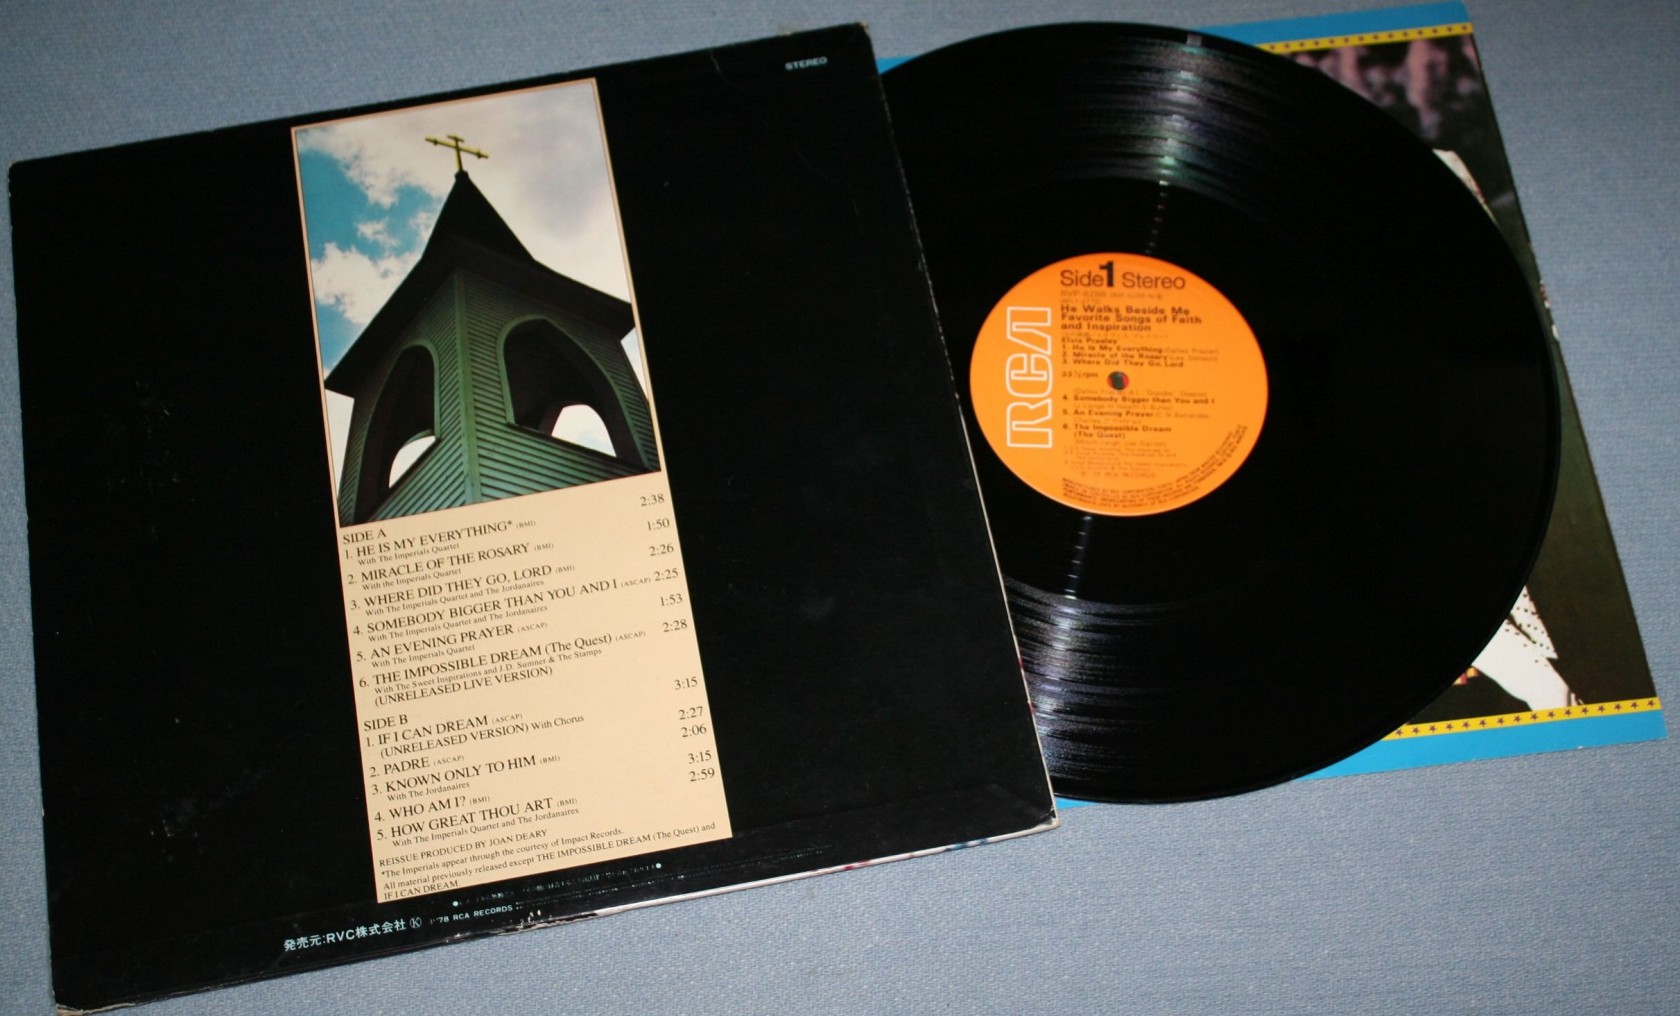 STEREO
SIDE A
1. HE IS MY EVERYTHING* (BMI) 2:38
With The Imperials Quartet
2. MIRACLE OF THE ROSARY (BMI) 1:50
With the Imperials Quartet
3. WHERE DID THEY GO, LORD (BMI) 2:26
With The Imperials Quartet and The Jordanaires
4. SOMEBODY BIGGER THAN YOU AND I (ASCAP) 2:25
With The Imperials Quartet and The Jordanaires
5. AN EVENING PRAYER (ASCAP) 1:53
With The Imperials Quartet
6. THE IMPOSSIBLE DREAM (The Quest) (ASCAP) 2:28
With The Sweet Inspirations and J.D. Sumner & The Stamps
(UNRELEASED LIVE VERSION)
SIDE B
1. IF I CAN DREAM (ASCAP) 3:15
(UNRELEASED VERSION) With Chorus
2. PADRE (ASCAP) 2:27
3. KNOWN ONLY TO HIM (BMI) 2:06
With The Jordanaires
4. WHO AM I? (BMI) 3:15
5. HOW GREAT THOU ART (BMI) 2:59
With The Imperials Quartet and The Jordanaires
REISSUE PRODUCED BY JOAN DEARY
*The Imperials appear through the courtesy of Impact Records.
All material previously released except THE IMPOSSIBLE DREAM (The Quest) and
IF I CAN DREAM.
発売元:RVC株式会社 Ⓚ 78 RCA RECORDS
RCA
Side 1 Stereo
He Walks Beside Me
Favorite Songs of Faith
and Inspiration
Elvis Presley
1. He Is My Everything
2. Miracle of the Rosary
3. Where Did They Go, Lord
33⅓ rpm
4. Somebody Bigger than You and I
5. An Evening Prayer
6. The Impossible Dream
(The Quest)